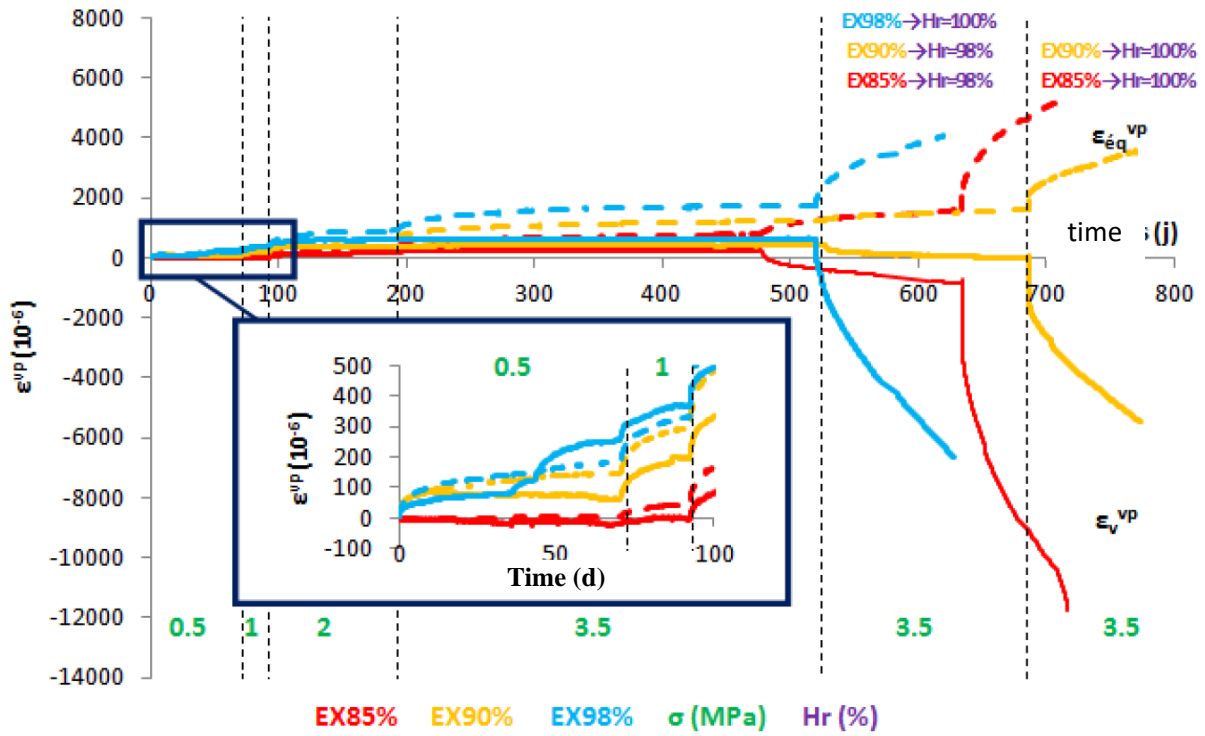 8000
6000
4000
2000
0
-2000
-4000
-6000
-8000
-10000
-12000
-14000
ε^vp (10^-6)
EX98%→Hr=100%
EX90%→Hr=98%
EX85%→Hr=98%
EX90%→Hr=100%
EX85%→Hr=100%
ε_éq^vp
time (j)
0 100 200 300 400 500 600 700 800
500
400
300
200
100
0
-100
ε^vp (10^-6)
0.5 1
0 50 100
Time (d)
ε_v^vp
0.5 1 2 3.5 3.5 3.5
EX85% EX90% EX98% σ (MPa) Hr (%)